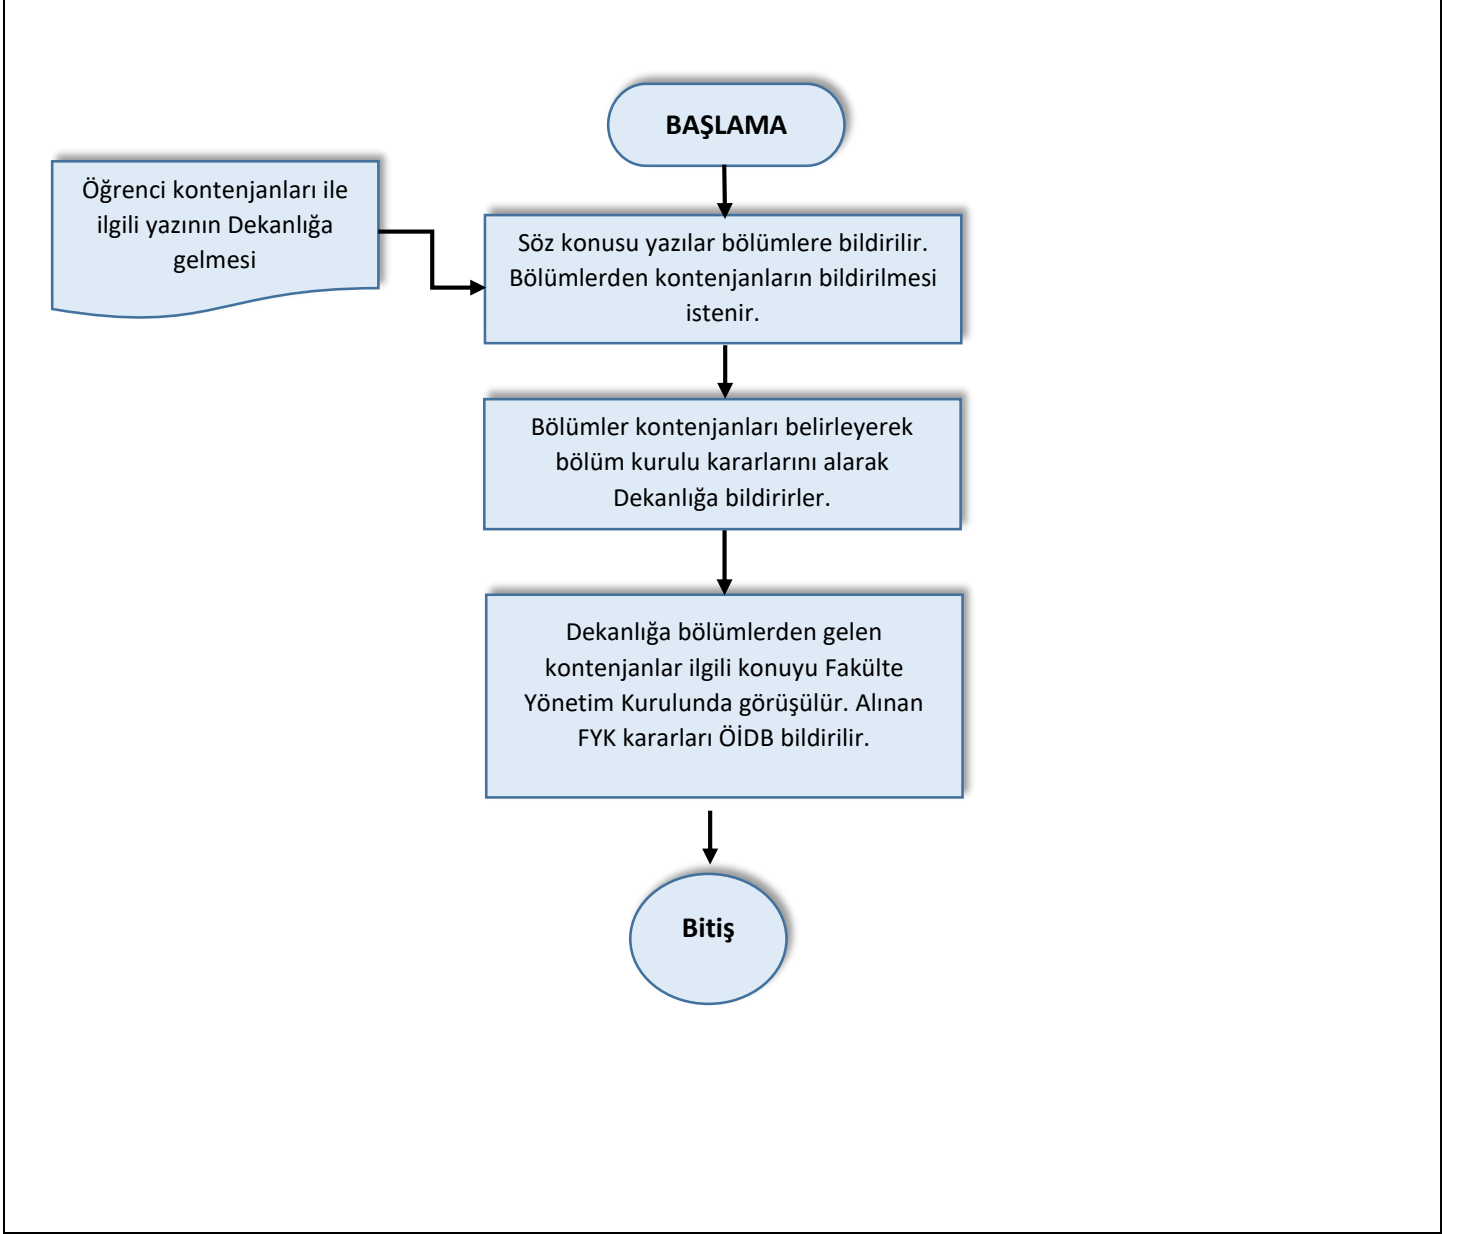 BAŞLAMA
Öğrenci kontenjanları ile
ilgili yazının Dekanlığa
gelmesi
Söz konusu yazılar bölümlere bildirilir.
Bölümlerden kontenjanların bildirilmesi
istenir.
Bölümler kontenjanları belirleyerek
bölüm kurulu kararlarını alarak
Dekanlığa bildirirler.
Dekanlığa bölümlerden gelen
kontenjanlar ilgili konuyu Fakülte
Yönetim Kurulunda görüşülür. Alınan
FYK kararları ÖİDB bildirilir.
Bitiş